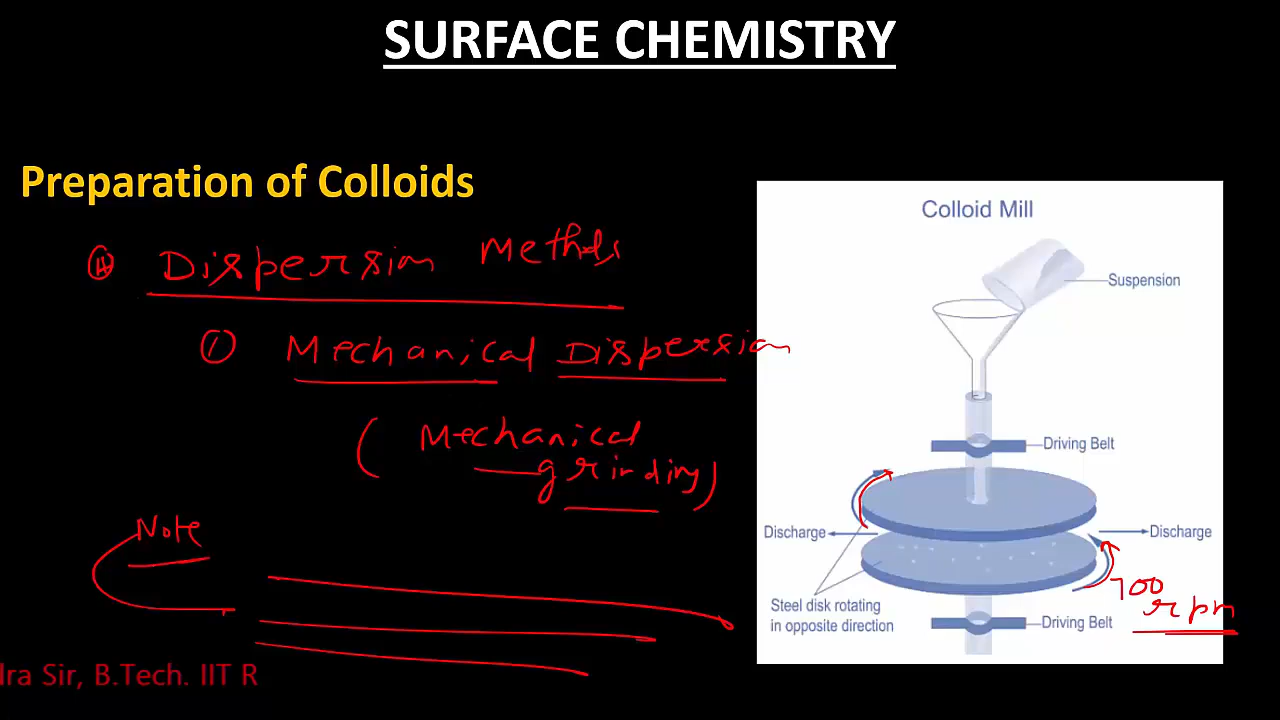 SURFACE CHEMISTRY
Preparation of Colloids
Dispersion Methods
① Mechanical Dispersion
( Mechanical
grinding)
Note
Colloid Mill
Suspension
Driving Belt
Discharge
Discharge
Steel disk rotating
in opposite direction
Driving Belt
700
rpm
dra Sir, B.Tech. IIT R